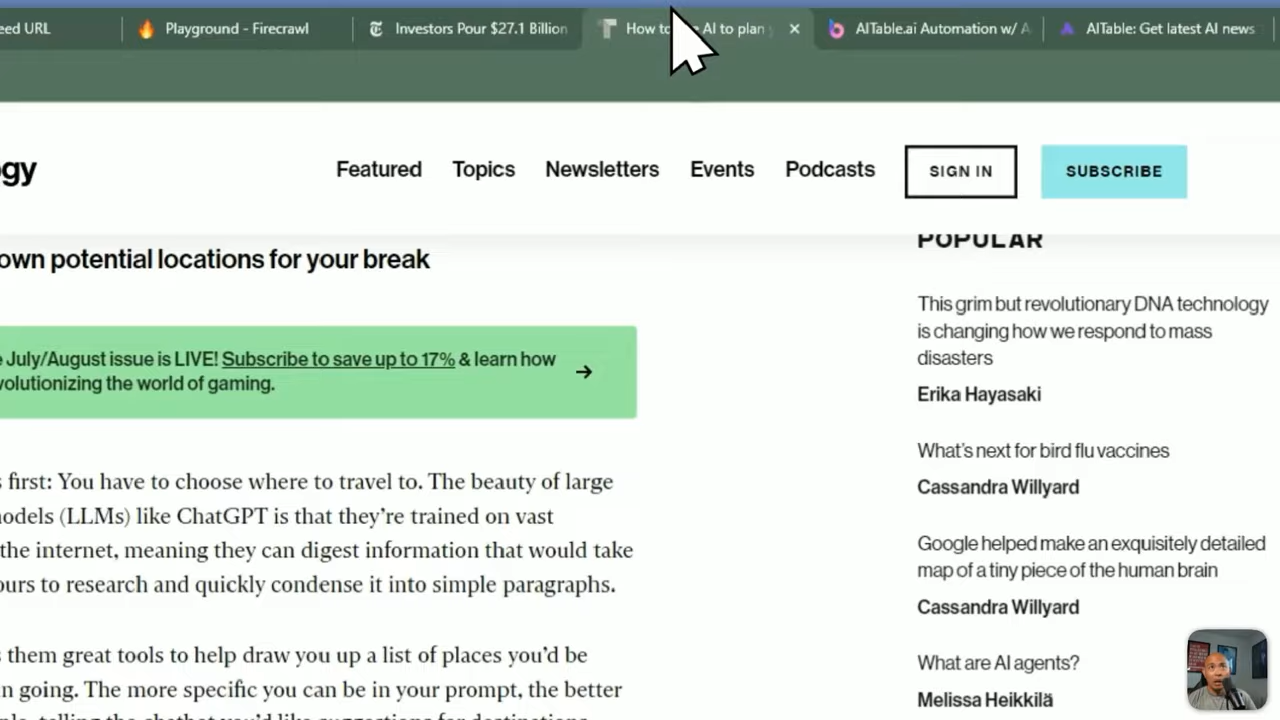 eed URL
Playground - Firecrawl
Investors Pour $27.1 Billion
How to AI to plan
AITable.ai Automation w/ A
AITable: Get latest AI news
ogy
Featured
Topics
Newsletters
Events
Podcasts
SIGN IN
SUBSCRIBE
own potential locations for your break
July/August issue is LIVE! Subscribe to save up to 17% & learn how
volutionizing the world of gaming.
s first: You have to choose where to travel to. The beauty of large
odels (LLMs) like ChatGPT is that they're trained on vast
the internet, meaning they can digest information that would take
ours to research and quickly condense it into simple paragraphs.
s them great tools to help draw you up a list of places you'd be
n going. The more specific you can be in your prompt, the better
POPULAR
This grim but revolutionary DNA technology
is changing how we respond to mass
disasters
Erika Hayasaki
What's next for bird flu vaccines
Cassandra Willyard
Google helped make an exquisitely detailed
map of a tiny piece of the human brain
Cassandra Willyard
What are AI agents?
Melissa Heikkilä